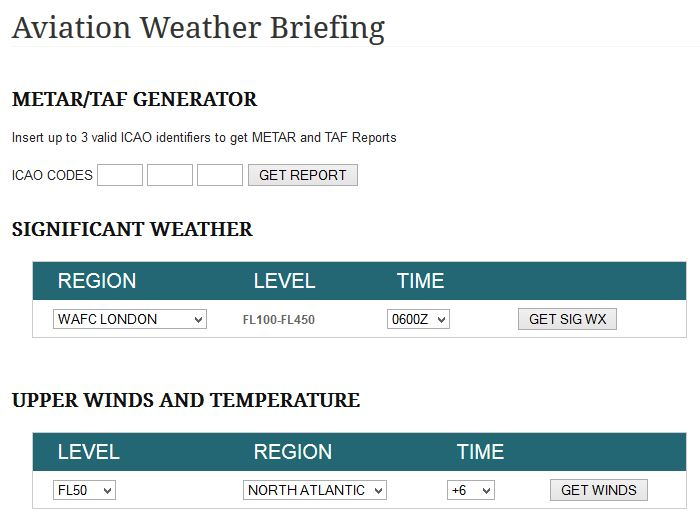 Aviation Weather Briefing
METAR/TAF GENERATOR
Insert up to 3 valid ICAO identifiers to get METAR and TAF Reports
ICAO CODES GET REPORT
SIGNIFICANT WEATHER
REGION LEVEL TIME
WAFC LONDON FL100-FL450 0600Z GET SIG WX
UPPER WINDS AND TEMPERATURE
LEVEL REGION TIME
FL50 NORTH ATLANTIC +6 GET WINDS